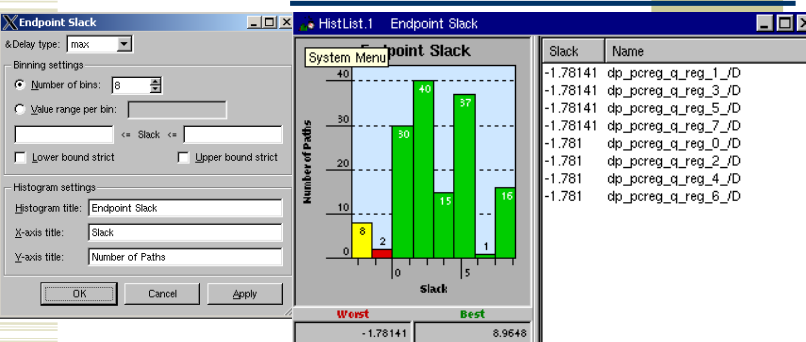 Endpoint Slack
&Delay type: max
Binning settings
Number of bins: 8
Value range per bin:
<= Slack <=
Lower bound strict
Upper bound strict
Histogram settings
Histogram title: Endpoint Slack
X-axis title: Slack
Y-axis title: Number of Paths
OK
Cancel
Apply
HistList.1 Endpoint Slack
System Menu
point Slack
Number of Paths
40
30
20
10
0
8
2
30
40
15
37
1
16
0
5
Slack
Worst
Best
-1.78141
8.9648
Slack Name
-1.78141 dp_pcreg_q_reg_1_/D
-1.78141 dp_pcreg_q_reg_3_/D
-1.78141 dp_pcreg_q_reg_5_/D
-1.78141 dp_pcreg_q_reg_7_/D
-1.781 dp_pcreg_q_reg_0_/D
-1.781 dp_pcreg_q_reg_2_/D
-1.781 dp_pcreg_q_reg_4_/D
-1.781 dp_pcreg_q_reg_6_/D